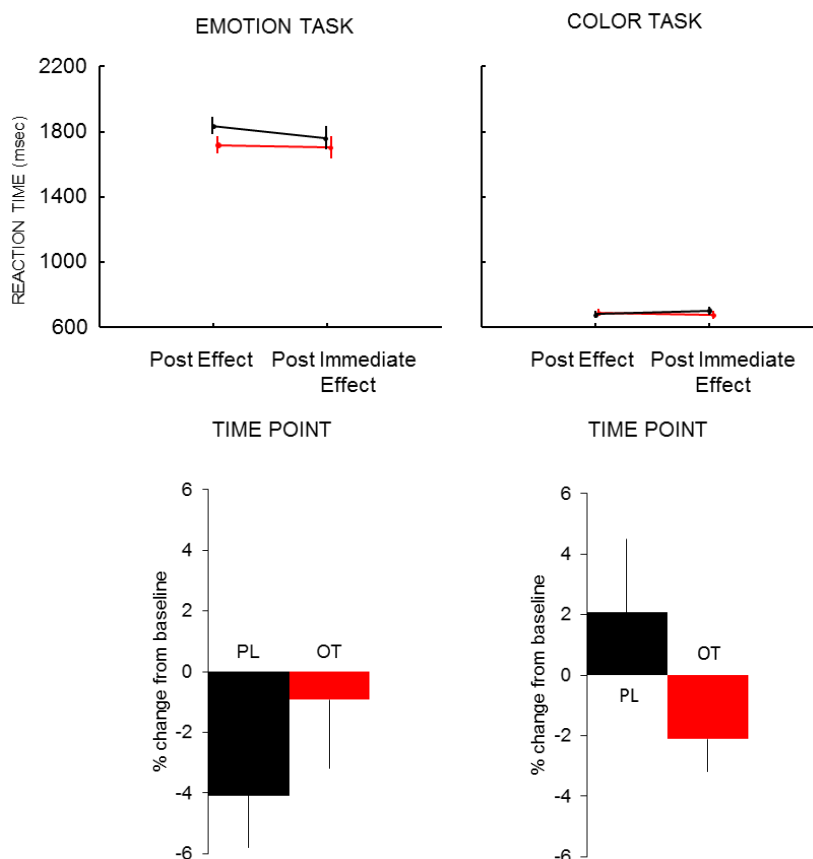 EMOTION TASK
COLOR TASK
REACTION TIME (msec)
2200
1800
1400
1000
600
Post Effect
Post Immediate
Effect
Post Effect
Post Immediate
Effect
TIME POINT
TIME POINT
% change from baseline
6
4
2
0
-2
-4
-6
PL
OT
% change from baseline
6
4
2
0
-2
-4
-6
OT
PL